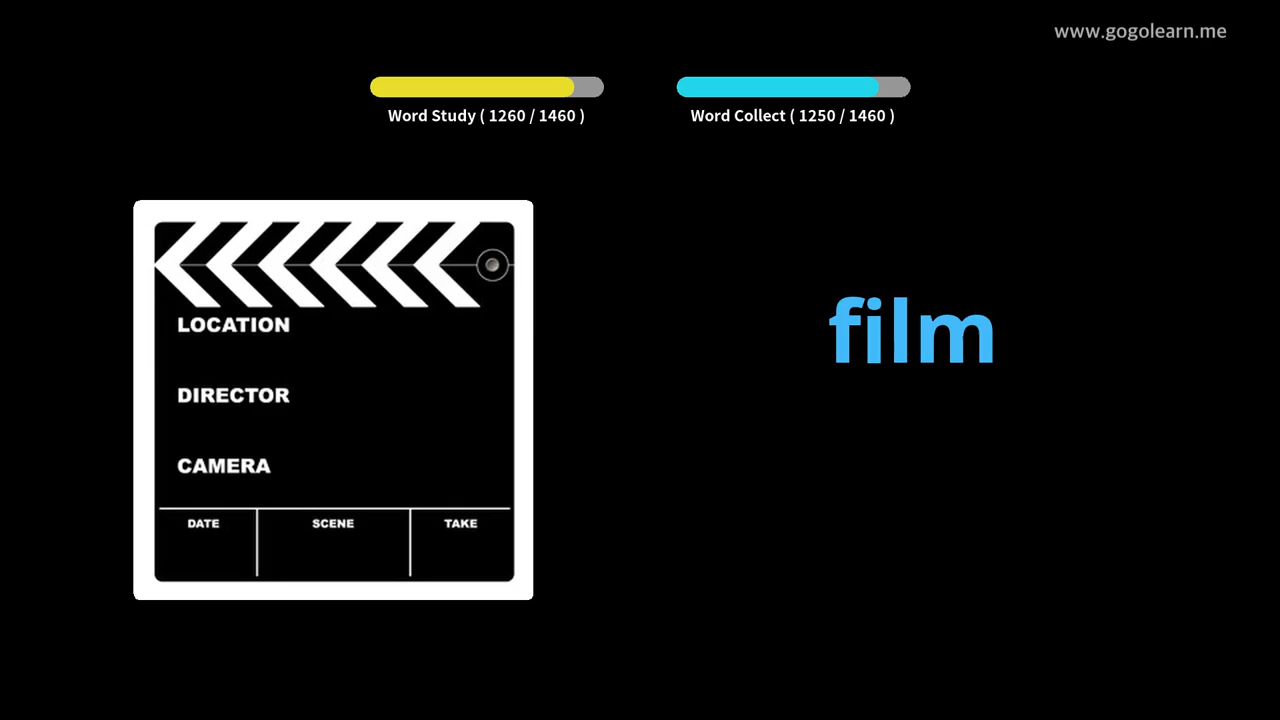 www.gogolearn.me
Word Study ( 1260 / 1460 )
Word Collect ( 1250 / 1460 )
LOCATION
DIRECTOR
CAMERA
DATE
SCENE
TAKE
film